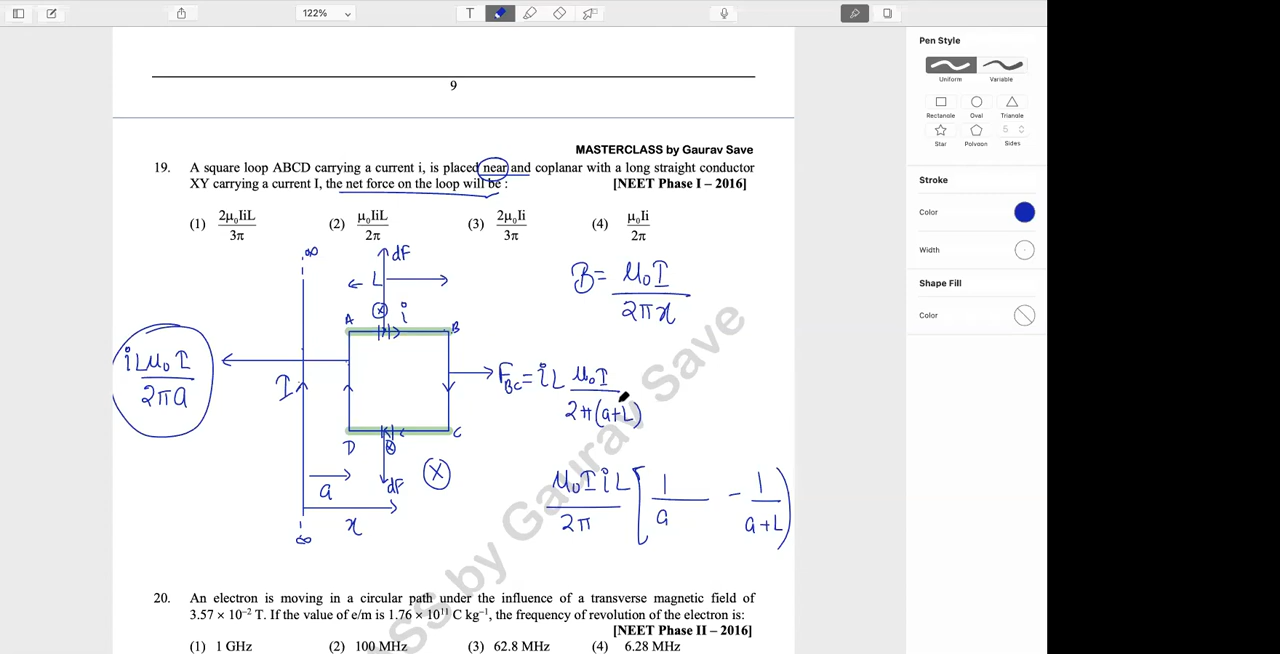 122%
T
Pen Style
Uniform
Variable
Rectangle
Oval
Triangle
Star
Polygon
5
Sides
Stroke
Color
Width
Shape Fill
Color
9
MASTERCLASS by Gaurav Save
19. A square loop ABCD carrying a current i, is placed near and coplanar with a long straight conductor
XY carrying a current I, the net force on the loop will be : [NEET Phase I – 2016]
(1) 2μ₀IiL/3π (2) μ₀IiL/2π (3) 2μ₀Ii/3π (4) μ₀Ii/2π
∞
dF
L
i
A
B
B = μ₀I/2πx
iLμ₀I/2πa
I
F_BC = iL μ₀I/2π(a+L)
D
C
dF
a
x
∞
μ₀IiL/2π [1/a - 1/(a+L)]
SS by Gaurav Save
20. An electron is moving in a circular path under the influence of a transverse magnetic field of
3.57 × 10⁻² T. If the value of e/m is 1.76 × 10¹¹ C kg⁻¹, the frequency of revolution of the electron is:
[NEET Phase II – 2016]
(1) 1 GHz (2) 100 MHz (3) 62.8 MHz (4) 6.28 MHz